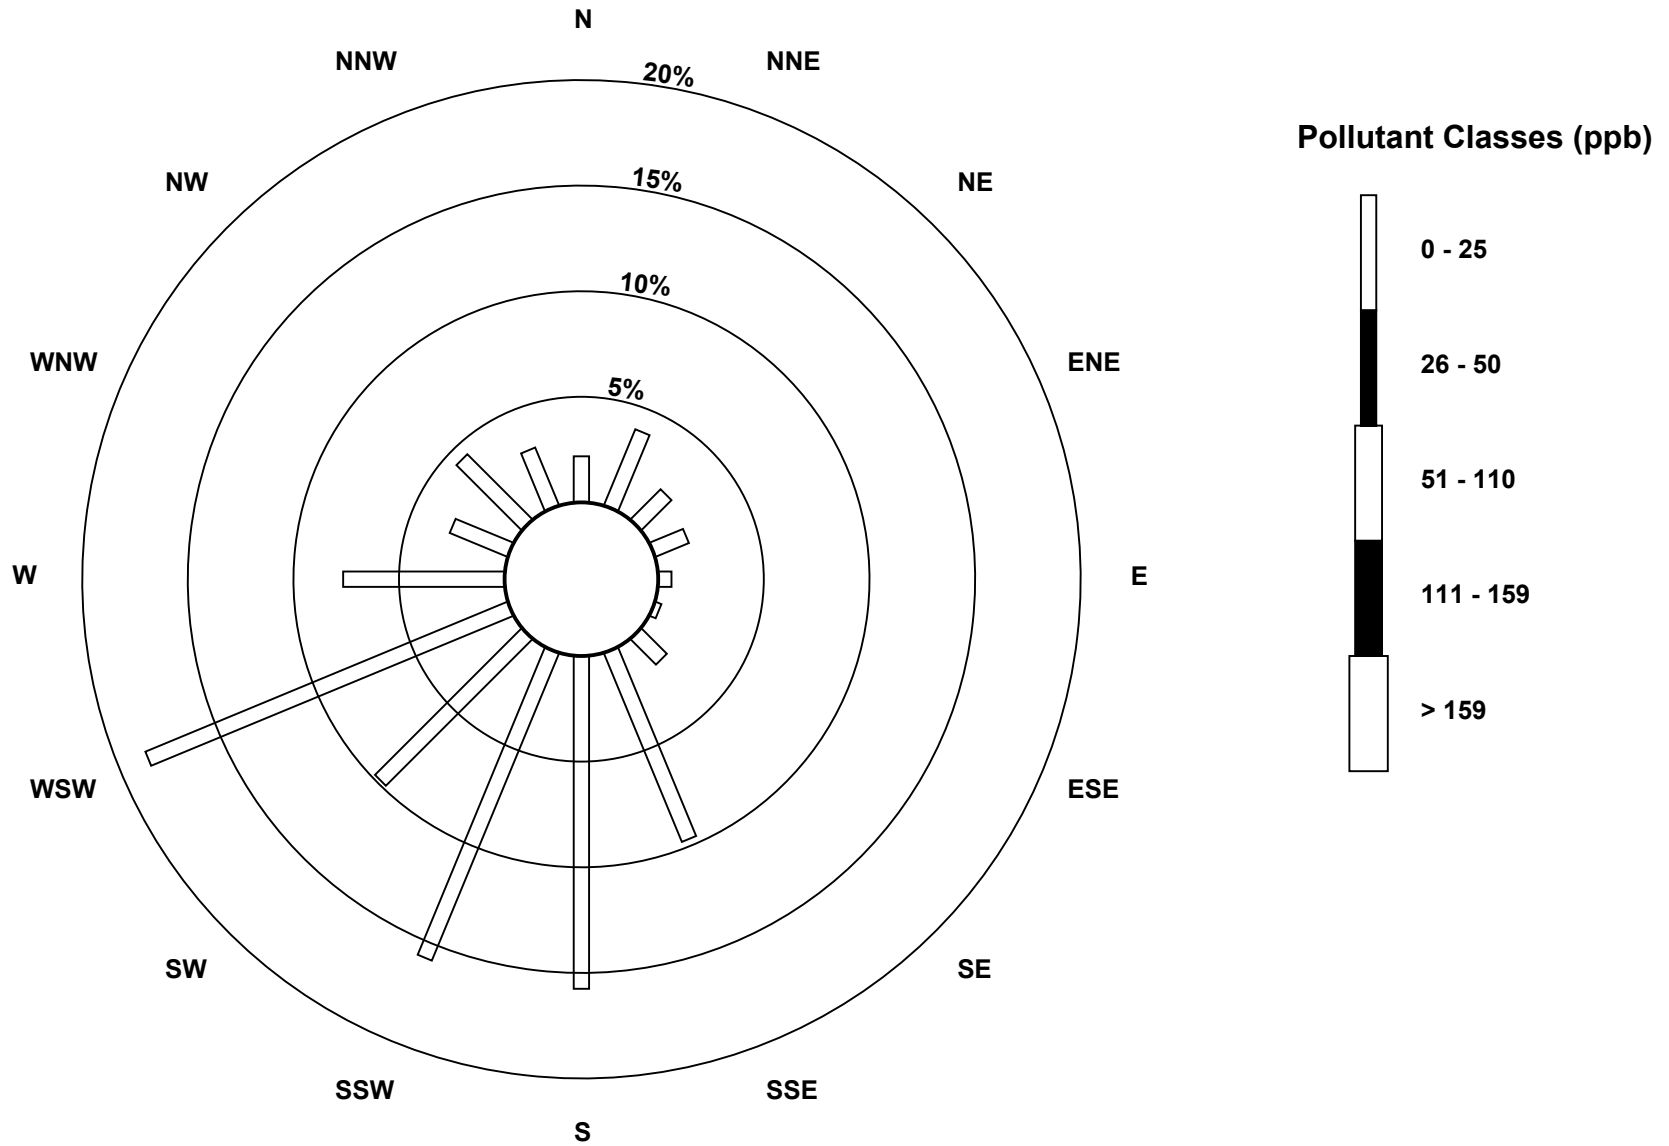 N
NNW
NNE
20%
NW
15%
NE
10%
WNW
5%
ENE
W
E
WSW
ESE
SW
SE
SSW
SSE
S
Pollutant Classes (ppb)
0 - 25
26 - 50
51 - 110
111 - 159
> 159